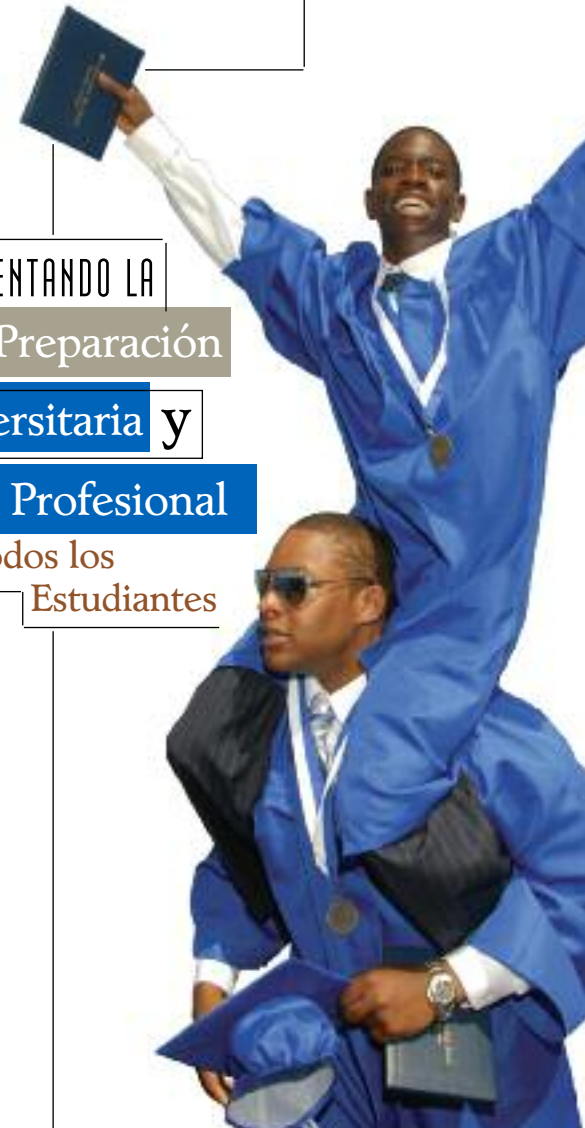 ENTANDO LA
Preparación
ersitaria y
Profesional
odos los
Estudiantes